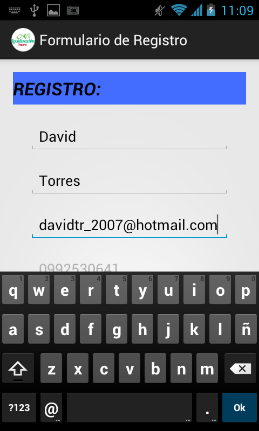 11:09
Formulario de Registro
REGISTRO:
David
Torres
davidtr_2007@hotmail.com
0992530641
q w e r t y u i o p
a s d f g h j k l ñ
z x c v b n m
?123 @ . Ok